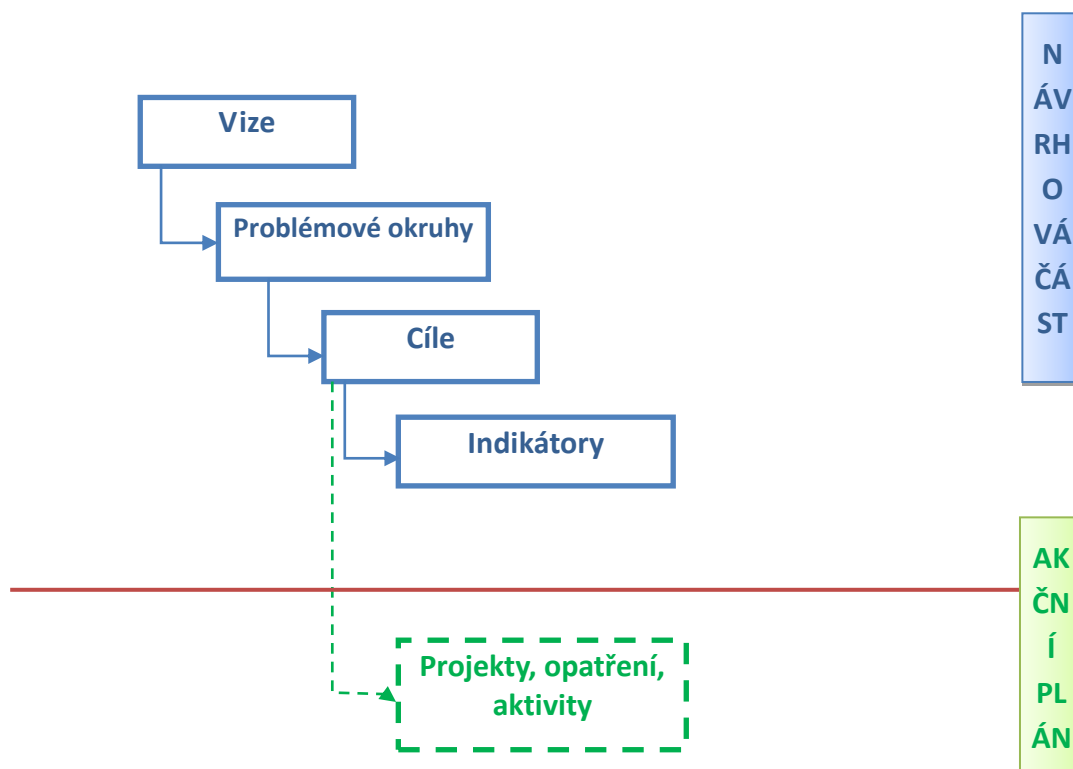 Vize
Problémové okruhy
Cíle
Indikátory
Projekty, opatření,
aktivity
N
ÁV
RH
O
VÁ
ČÁ
ST
AK
ČN
Í
PL
ÁN